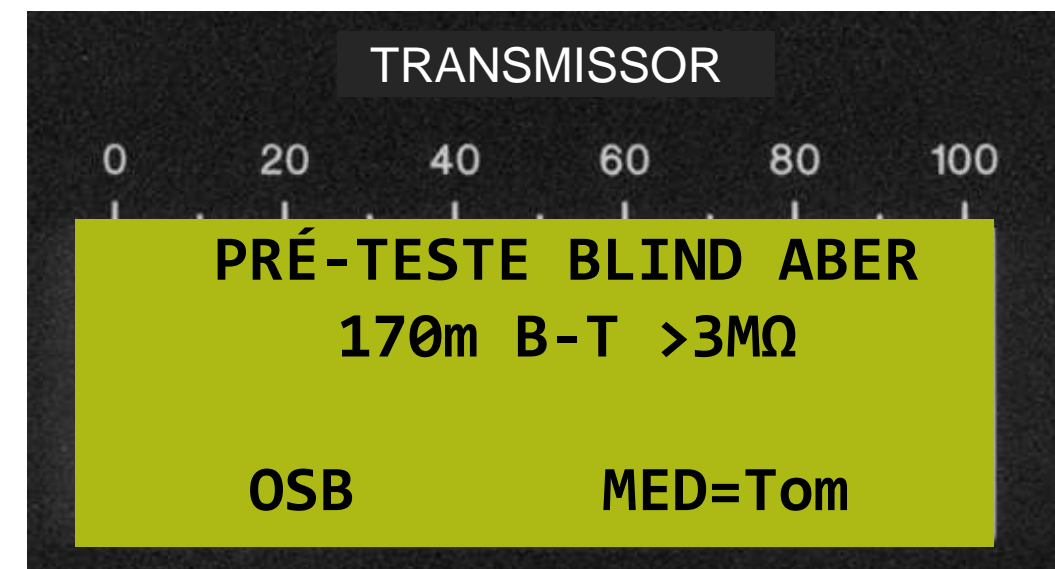 TRANSMISSOR
0 20 40 60 80 100
PRÉ-TESTE BLIND ABER
170m B-T >3MΩ
OSB MED=Tom